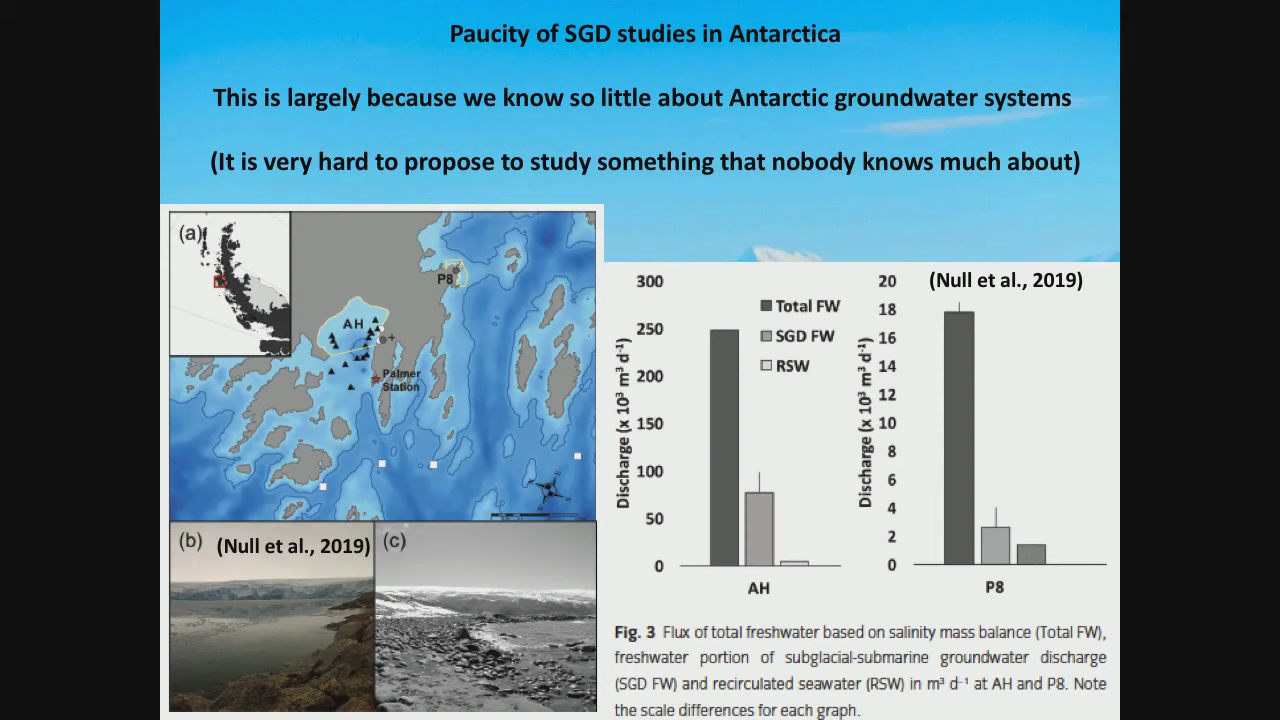 Paucity of SGD studies in Antarctica
This is largely because we know so little about Antarctic groundwater systems
(It is very hard to propose to study something that nobody knows much about)
(a)
P8
AH
+
Palmer
Station
(b)
(Null et al., 2019)
(c)
(Null et al., 2019)
Discharge (x 10³ m³ d⁻¹)
300
250
200
150
100
50
0
Total FW
SGD FW
RSW
AH
Discharge (x 10³ m³ d⁻¹)
20
18
16
14
12
10
8
6
4
2
0
P8
Fig. 3 Flux of total freshwater based on salinity mass balance (Total FW),
freshwater portion of subglacial-submarine groundwater discharge
(SGD FW) and recirculated seawater (RSW) in m³ d⁻¹ at AH and P8. Note
the scale differences for each graph.